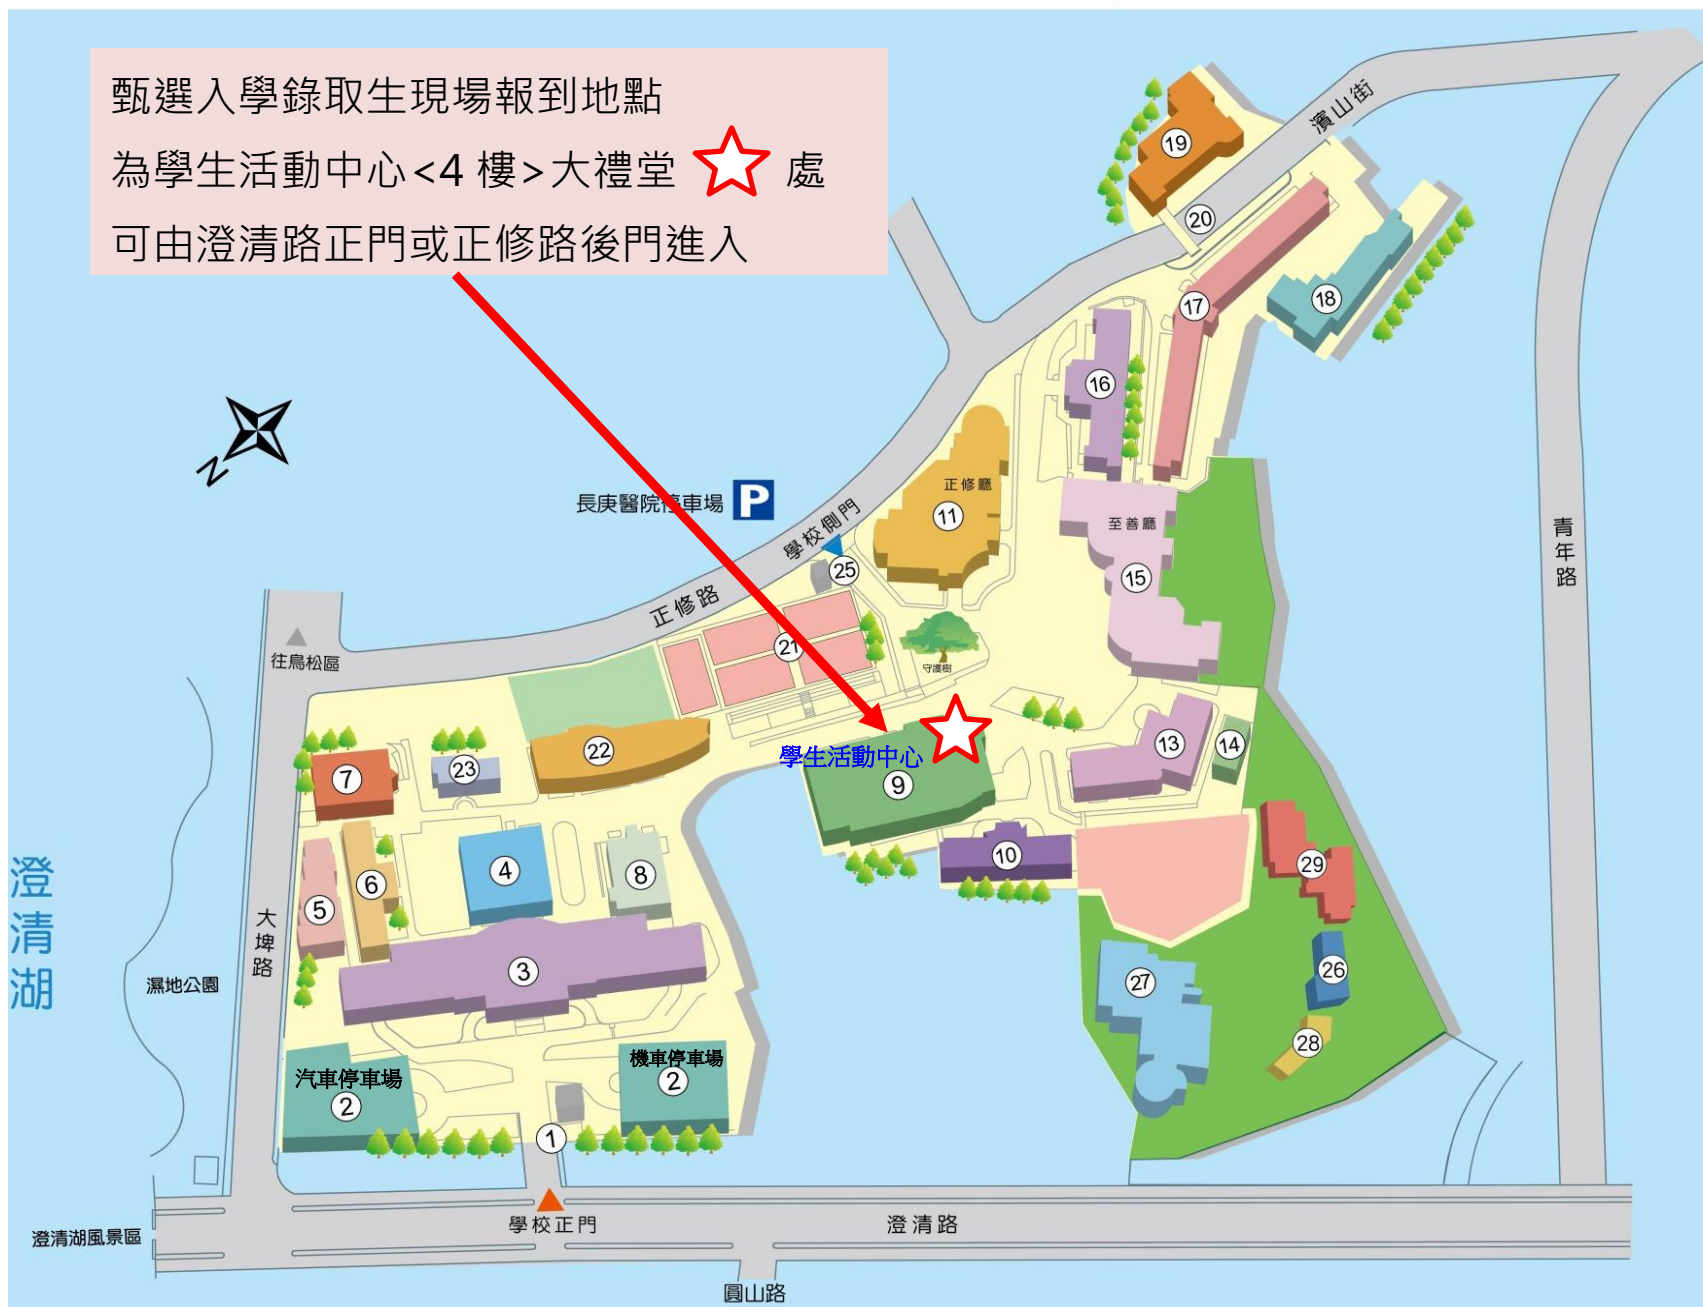 甄選入學錄取生現場報到地點
為學生活動中心<4 樓>大禮堂 處
可由澄清路正門或正修路後門進入
濱山街
19
20
17
18
16
N
長庚醫院停車場 P
學校側門
正修廳
11
至善廳
15
青年路
25
正修路
21
守護樹
往鳥松區
22
23
7
學生活動中心
9
13
14
10
4
8
6
5
3
29
26
27
28
澄清湖
大埤路
濕地公園
汽車停車場
2
機車停車場
2
1
學校正門
澄清路
澄清湖風景區
圓山路